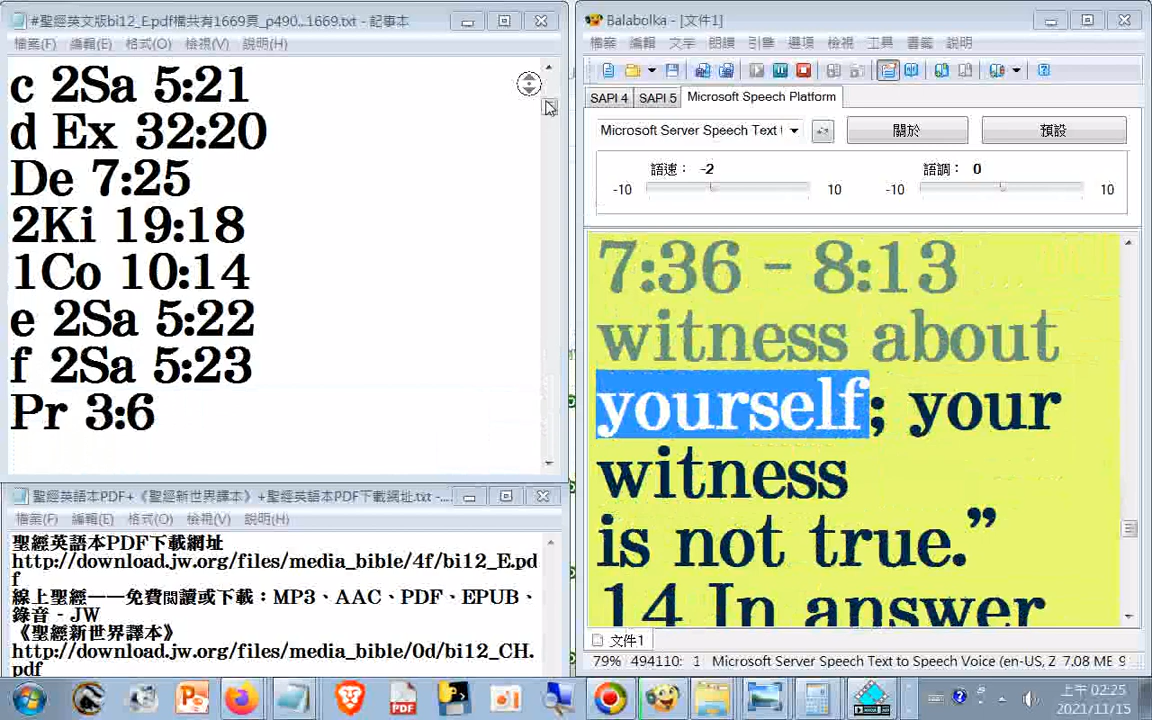 #聖經英文版bi12_E.pdf檔共有1669頁_p490...1669.txt - 記事本
檔案(F) 編輯(E) 格式(O) 檢視(V) 說明(H)
c 2Sa 5:21
d Ex 32:20
De 7:25
2Ki 19:18
1Co 10:14
e 2Sa 5:22
f 2Sa 5:23
Pr 3:6
聖經英語本PDF+《聖經新世界譯本》+聖經英語本PDF下載網址.txt - ...
檔案(F) 編輯(E) 格式(O) 檢視(V) 說明(H)
聖經英語本PDF下載網址
http://download.jw.org/files/media_bible/4f/bi12_E.pd
f
線上聖經——免費閱讀或下載：MP3、AAC、PDF、EPUB、
錄音 - JW
《聖經新世界譯本》
http://download.jw.org/files/media_bible/0d/bi12_CH.
pdf
Balabolka - [文件1]
檔案 編輯 文字 朗讀 引擎 選項 檢視 工具 書籤 說明
SAPI 4 SAPI 5 Microsoft Speech Platform
Microsoft Server Speech Text 關於 預設
語速： -2 語調： 0
-10 10 -10 10
7:36 – 8:13
witness about
yourself; your
witness
is not true.”
14 In answer
文件1
79% 494110: 1 Microsoft Server Speech Text to Speech Voice (en-US, Z 7.08 ME 9
PDF
上午 02:25
2021/11/15